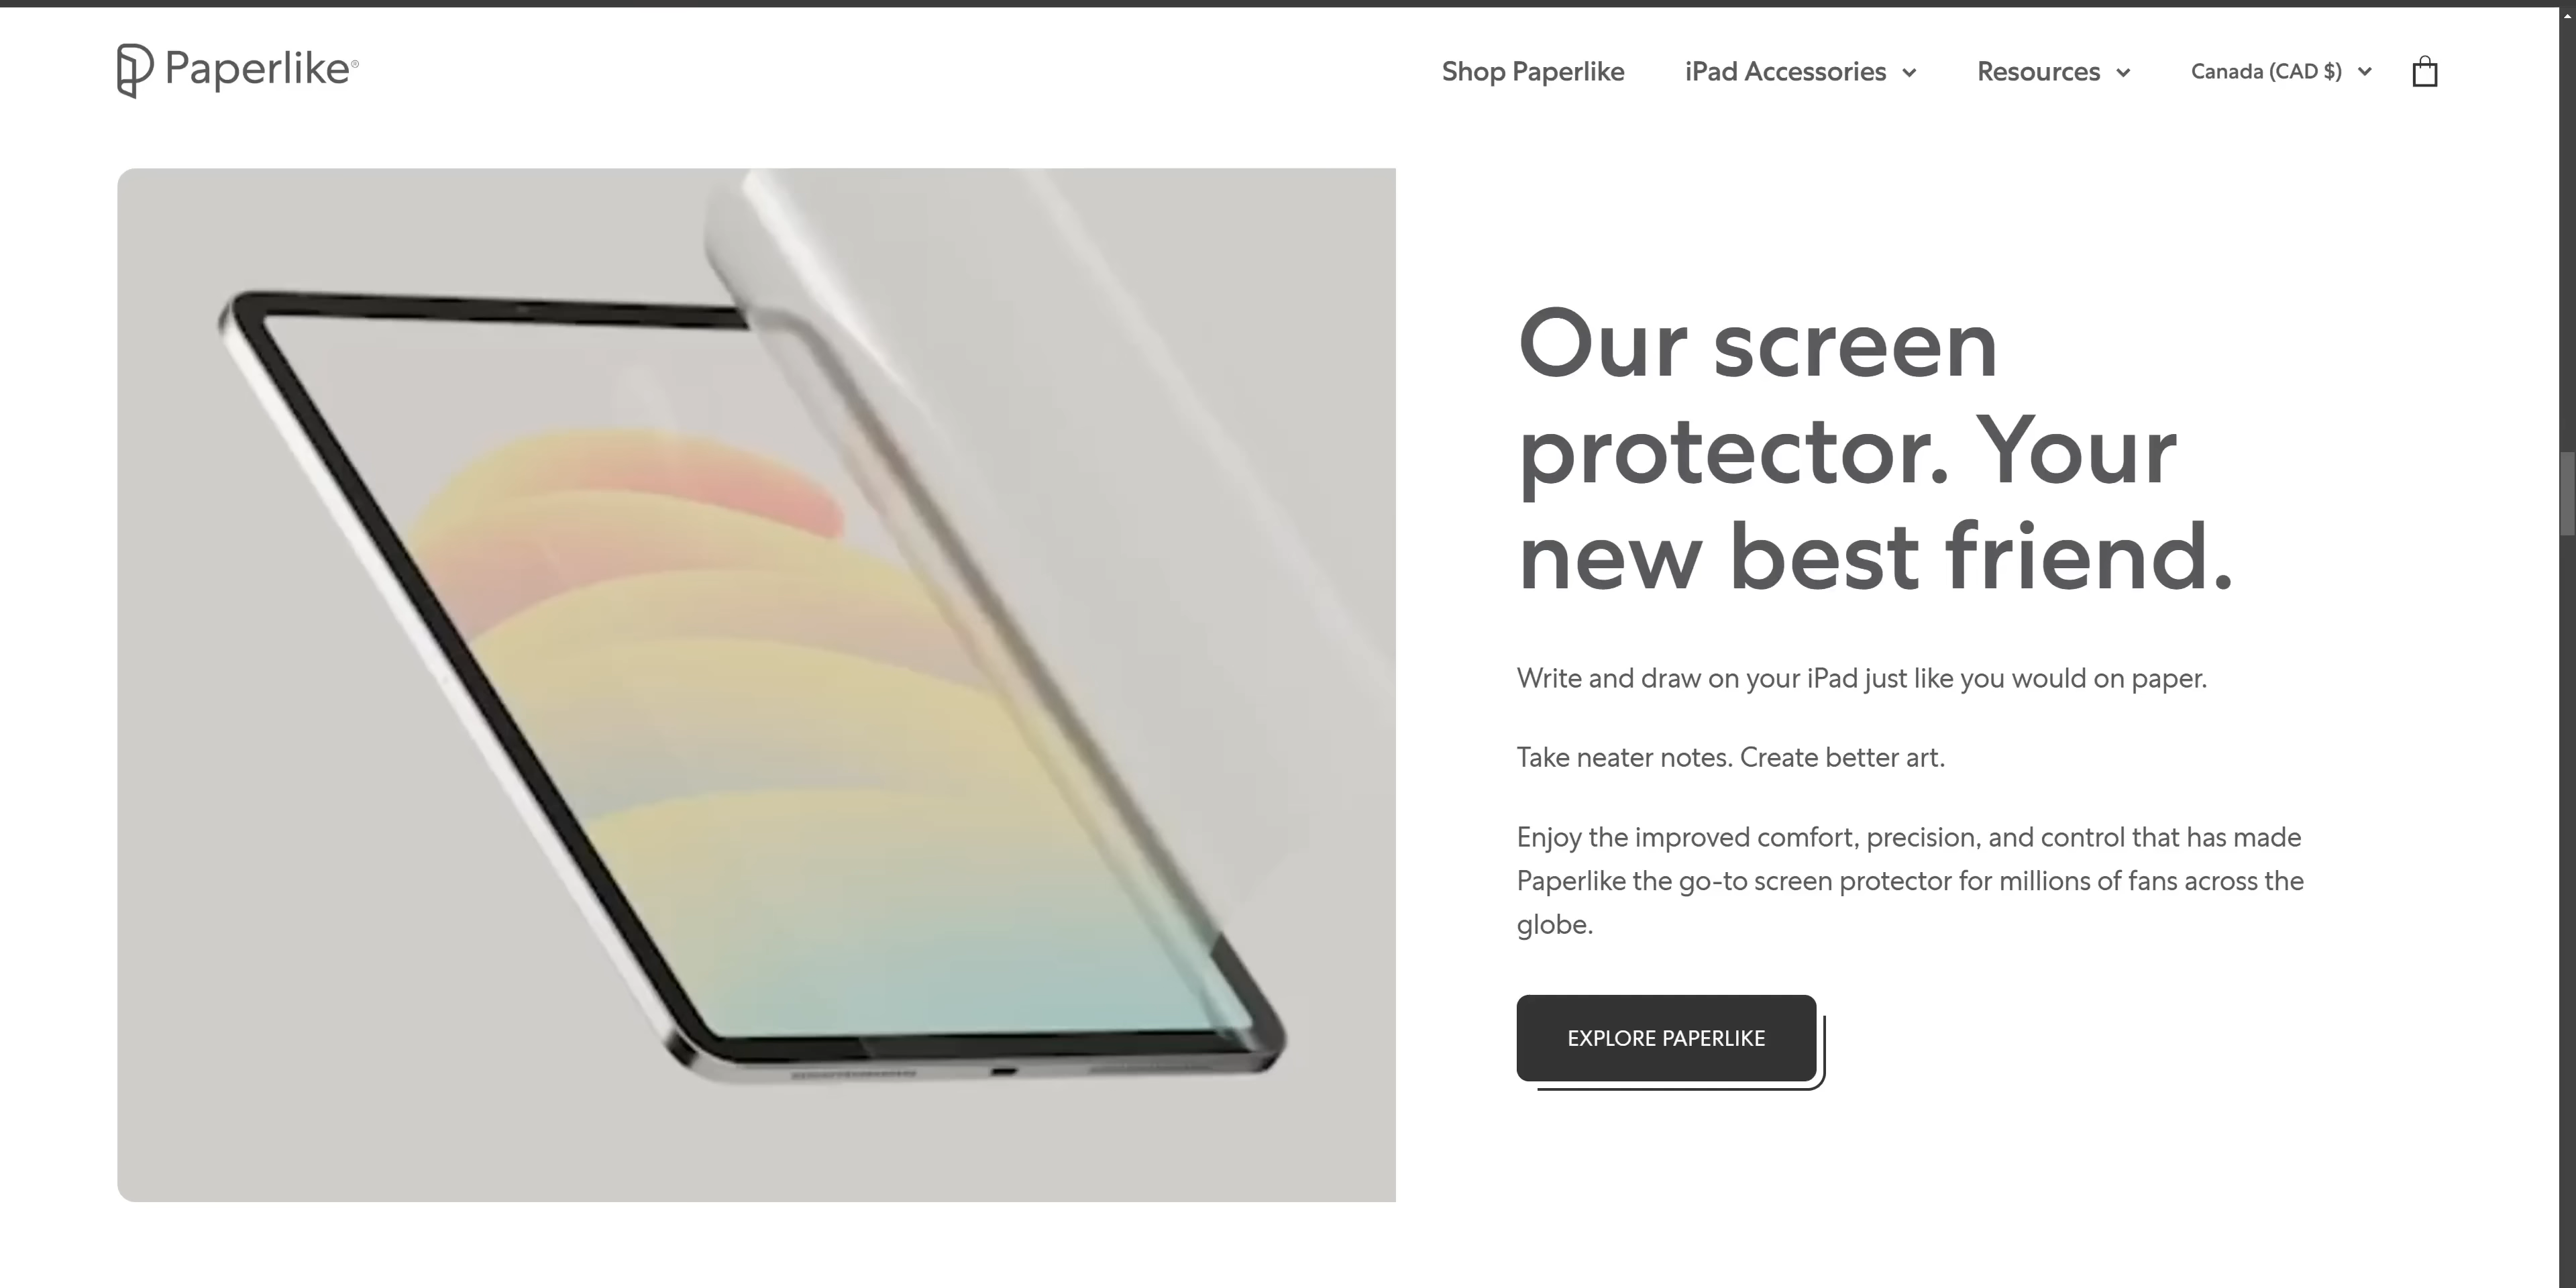 Paperlike®
Shop Paperlike
iPad Accessories
Resources
Canada (CAD $)
Our screen
protector. Your
new best friend.
Write and draw on your iPad just like you would on paper.
Take neater notes. Create better art.
Enjoy the improved comfort, precision, and control that has made
Paperlike the go-to screen protector for millions of fans across the
globe.
EXPLORE PAPERLIKE